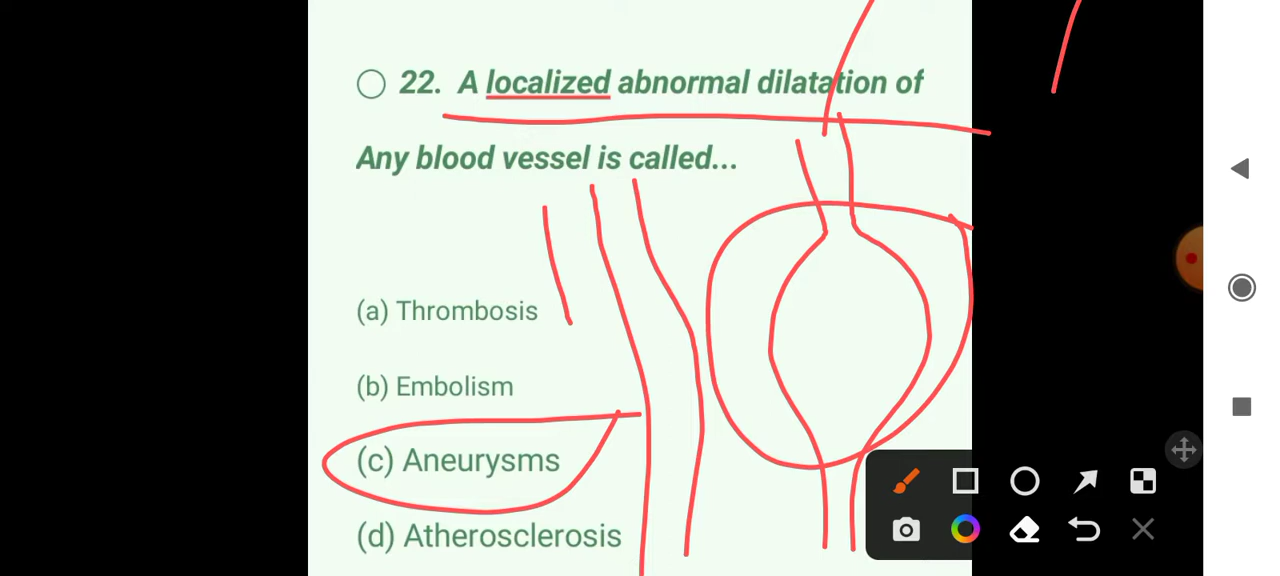 22. A localized abnormal dilatation of
Any blood vessel is called...
(a) Thrombosis
(b) Embolism
(c) Aneurysms
(d) Atherosclerosis